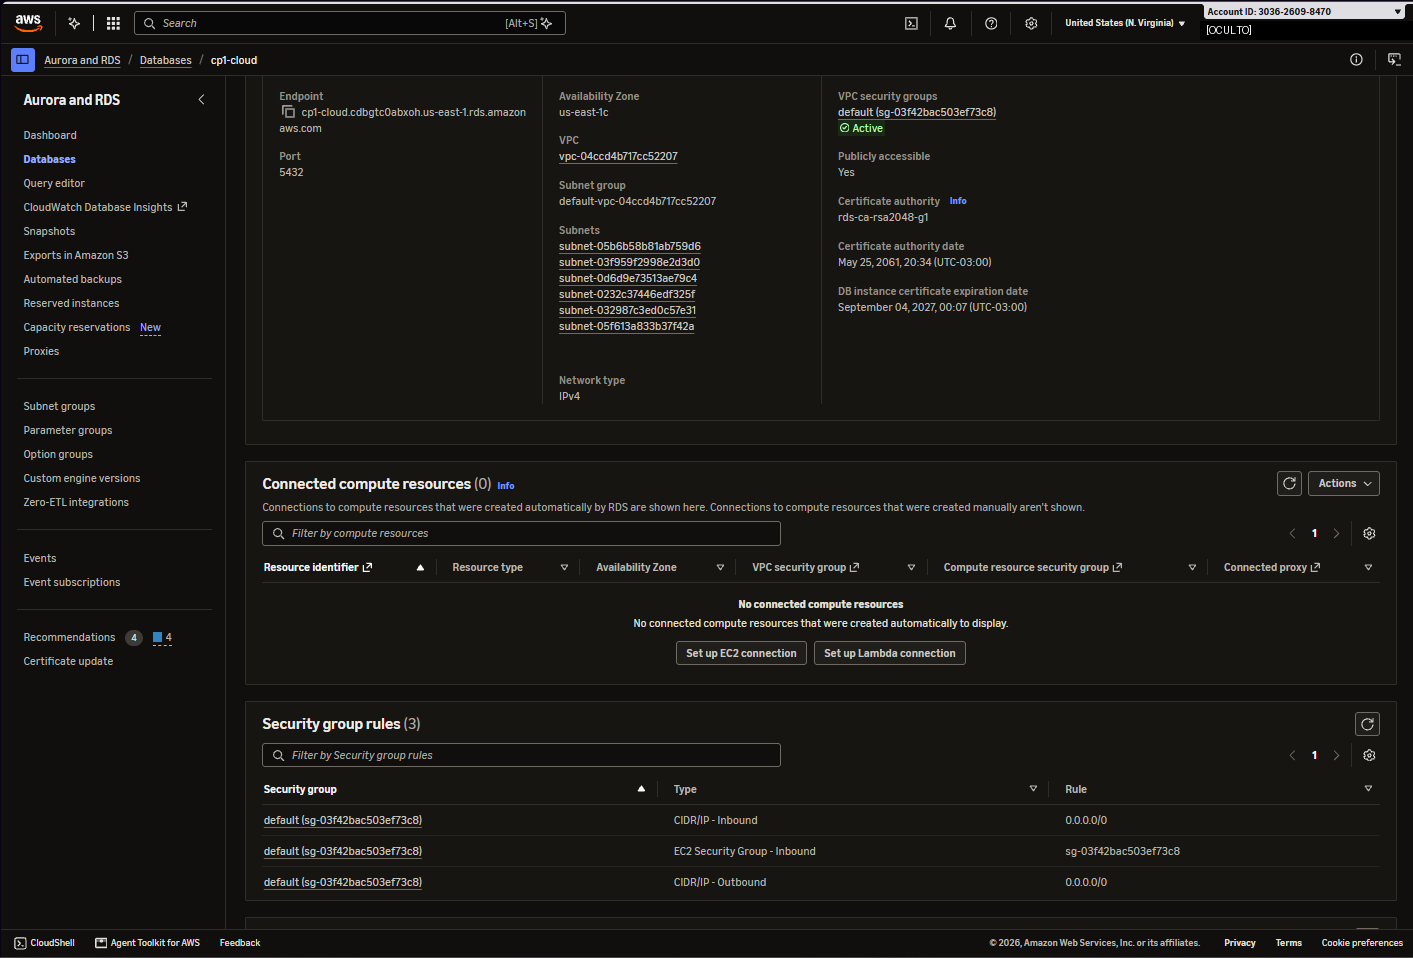 aws
Search
[Alt+S]
United States (N. Virginia)
Account ID: 3036-2609-8470
[OCULTO]
Aurora and RDS / Databases / cp1-cloud
Aurora and RDS
Dashboard
Databases
Query editor
CloudWatch Database Insights
Snapshots
Exports in Amazon S3
Automated backups
Reserved instances
Capacity reservations New
Proxies
Subnet groups
Parameter groups
Option groups
Custom engine versions
Zero-ETL integrations
Events
Event subscriptions
Recommendations 4 4
Certificate update
Endpoint
cp1-cloud.cdbgtc0abxoh.us-east-1.rds.amazon
aws.com
Port
5432
Availability Zone
us-east-1c
VPC
vpc-04ccd4b717cc52207
Subnet group
default-vpc-04ccd4b717cc52207
Subnets
subnet-05b6b58b81ab759d6
subnet-03f959f2998e2d3d0
subnet-0d6d9e73513ae79c4
subnet-0232c37446edf325f
subnet-032987c3ed0c57e31
subnet-05f613a833b37f42a
Network type
IPv4
VPC security groups
default (sg-03f42bac503ef73c8)
Active
Publicly accessible
Yes
Certificate authority Info
rds-ca-rsa2048-g1
Certificate authority date
May 25, 2061, 20:34 (UTC-03:00)
DB instance certificate expiration date
September 04, 2027, 00:07 (UTC-03:00)
Connected compute resources (0) Info
Actions
Connections to compute resources that were created automatically by RDS are shown here. Connections to compute resources that were created manually aren't shown.
Filter by compute resources
1
Resource identifier Resource type Availability Zone VPC security group Compute resource security group Connected proxy
No connected compute resources
No connected compute resources that were created automatically to display.
Set up EC2 connection Set up Lambda connection
Security group rules (3)
Filter by Security group rules
1
Security group Type Rule
default (sg-03f42bac503ef73c8) CIDR/IP - Inbound 0.0.0.0/0
default (sg-03f42bac503ef73c8) EC2 Security Group - Inbound sg-03f42bac503ef73c8
default (sg-03f42bac503ef73c8) CIDR/IP - Outbound 0.0.0.0/0
CloudShell Agent Toolkit for AWS Feedback
© 2026, Amazon Web Services, Inc. or its affiliates. Privacy Terms Cookie preferences